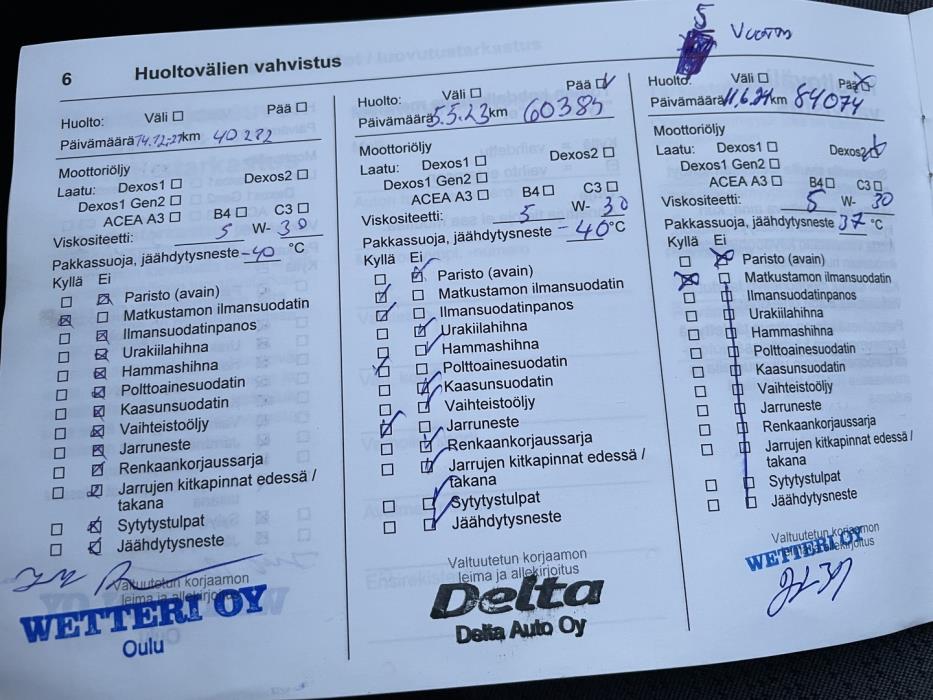 6 Huoltovälien vahvistus
Huolto: Väli ☐ Pää ☐
Päivämäärä 14.12.21 km 40 282
Moottoriöljy
Laatu: Dexos1 ☐ Dexos2 ☐
Dexos1 Gen2 ☐
ACEA A3 ☐ B4 ☐ C3 ☐
Viskositeetti: 5 W- 30
Pakkassuoja, jäähdytysneste -40 °C
Kyllä Ei
Paristo (avain)
Matkustamon ilmansuodatin
Ilmansuodatinpanos
Urakiilahihna
Hammashihna
Polttoainesuodatin
Kaasunsuodatin
Vaihteistoöljy
Jarruneste
Renkaankorjaussarja
Jarrujen kitkapinnat edessä /
takana
Sytytystulpat
Jäähdytysneste
Valtuutetun korjaamon
leima ja allekirjoitus
WETTERI OY
Oulu
Huolto: Väli ☐ Pää ☑
Päivämäärä 5.5.23 km 60385
Moottoriöljy
Laatu: Dexos1 ☐ Dexos2 ☐
Dexos1 Gen2 ☐
ACEA A3 ☐ B4 ☐ C3 ☐
Viskositeetti: 5 W- 30
Pakkassuoja, jäähdytysneste -40 °C
Kyllä Ei
Paristo (avain)
Matkustamon ilmansuodatin
Ilmansuodatinpanos
Urakiilahihna
Hammashihna
Polttoainesuodatin
Kaasunsuodatin
Vaihteistoöljy
Jarruneste
Renkaankorjaussarja
Jarrujen kitkapinnat edessä /
takana
Sytytystulpat
Jäähdytysneste
Valtuutetun korjaamon
leima ja allekirjoitus
Delta
Delta Auto Oy
5
Huolto: Väli ☐ Pää ☒
Päivämäärä 11.6.24 km 84074
Moottoriöljy
Laatu: Dexos1 ☐ Dexos2 ☒
Dexos1 Gen2 ☐
ACEA A3 ☐ B4 ☐ C3 ☐
Viskositeetti: 5 W- 30
Pakkassuoja, jäähdytysneste 37 °C
Kyllä Ei
Paristo (avain)
Matkustamon ilmansuodatin
Ilmansuodatinpanos
Urakiilahihna
Hammashihna
Polttoainesuodatin
Kaasunsuodatin
Vaihteistoöljy
Jarruneste
Renkaankorjaussarja
Jarrujen kitkapinnat edessä /
takana
Sytytystulpat
Jäähdytysneste
Valtuutetun korjaamon
leima ja allekirjoitus
WETTERI OY